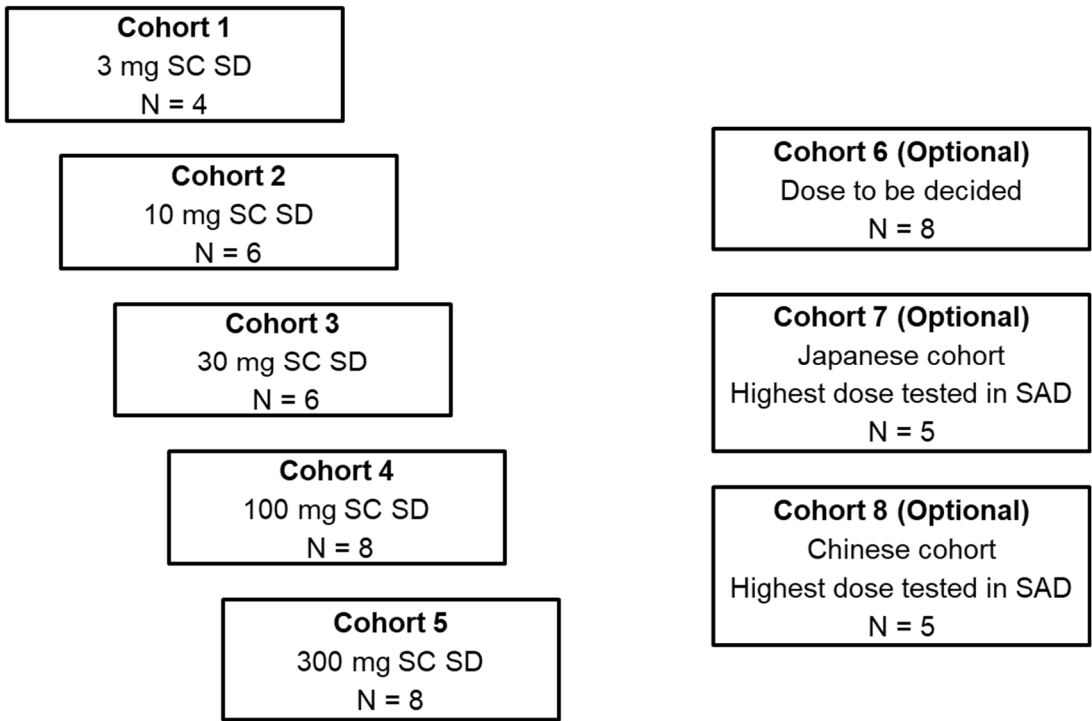 Cohort 1
3 mg SC SD
N = 4
Cohort 2
10 mg SC SD
N = 6
Cohort 3
30 mg SC SD
N = 6
Cohort 4
100 mg SC SD
N = 8
Cohort 5
300 mg SC SD
N = 8
Cohort 6 (Optional)
Dose to be decided
N = 8
Cohort 7 (Optional)
Japanese cohort
Highest dose tested in SAD
N = 5
Cohort 8 (Optional)
Chinese cohort
Highest dose tested in SAD
N = 5